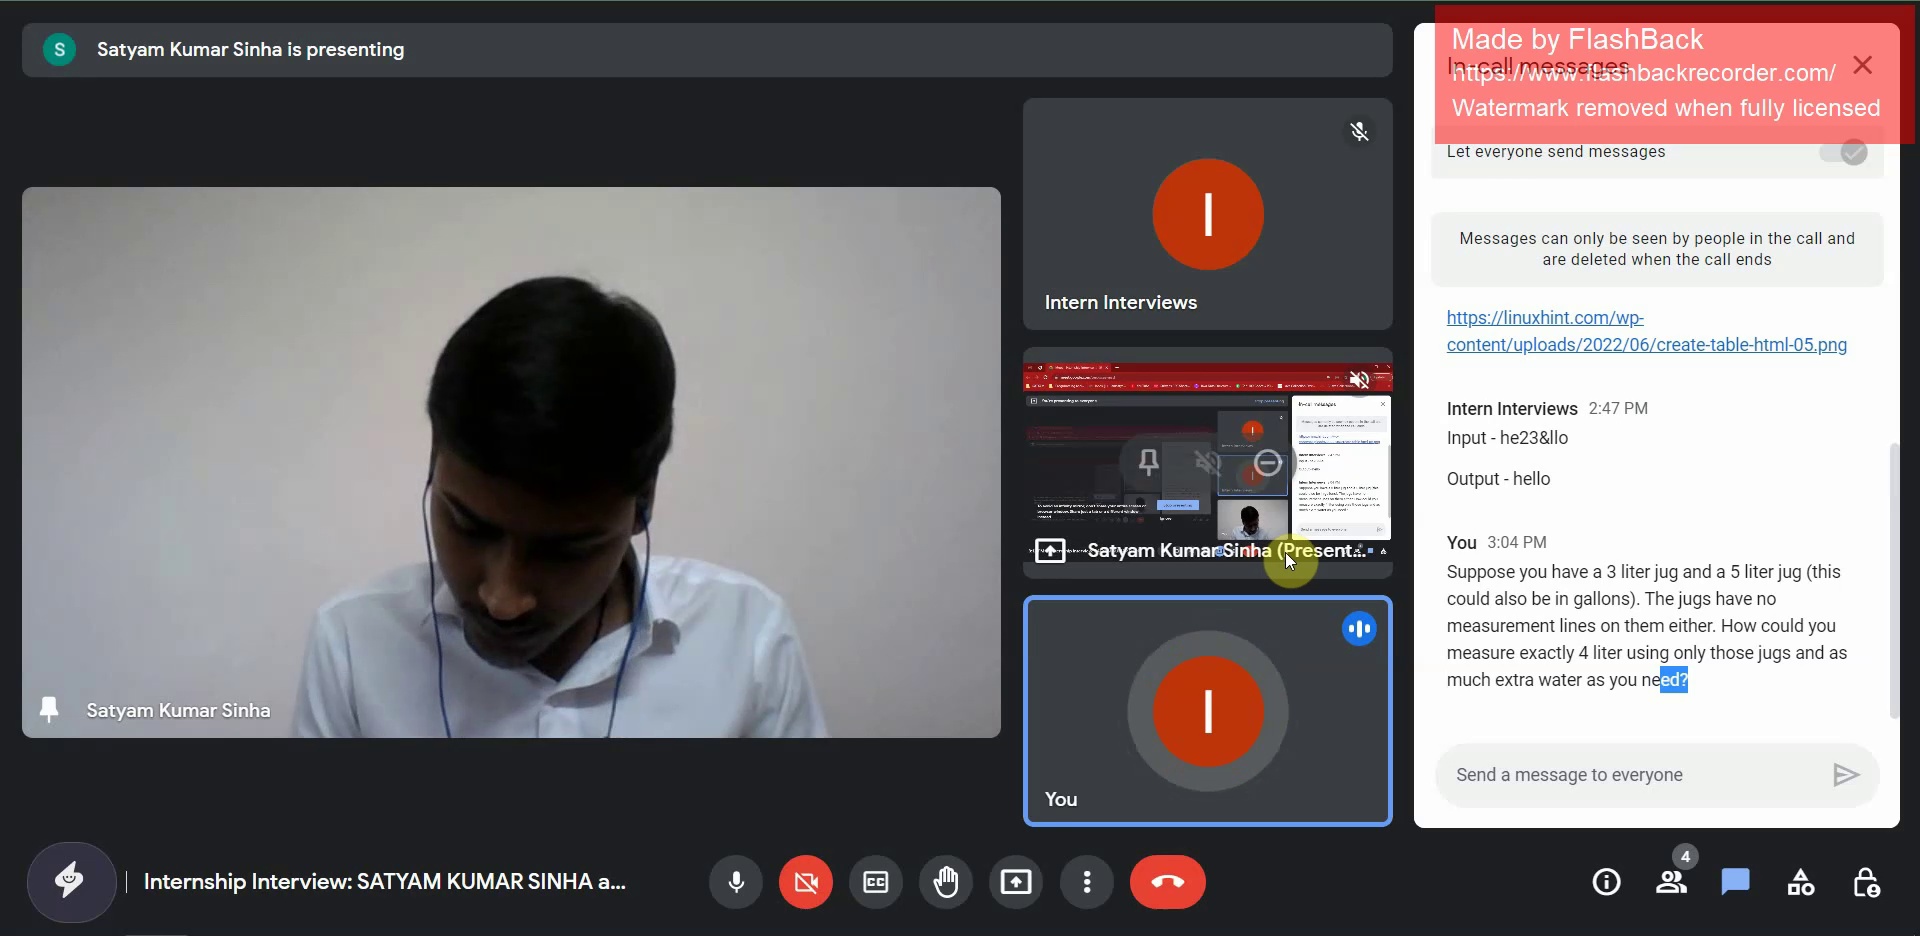 S Satyam Kumar Sinha is presenting
I
Intern Interviews
Satyam Kumar Sinha (Present...
I
You
Satyam Kumar Sinha
Made by FlashBack
In-call messages
https://www.flashbackrecorder.com/
Watermark removed when fully licensed
Let everyone send messages
Messages can only be seen by people in the call and
are deleted when the call ends
https://linuxhint.com/wp-
content/uploads/2022/06/create-table-html-05.png
Intern Interviews 2:47 PM
Input - he23&llo
Output - hello
You 3:04 PM
Suppose you have a 3 liter jug and a 5 liter jug (this
could also be in gallons). The jugs have no
measurement lines on them either. How could you
measure exactly 4 liter using only those jugs and as
much extra water as you need?
Send a message to everyone
Internship Interview: SATYAM KUMAR SINHA a...
CC
4